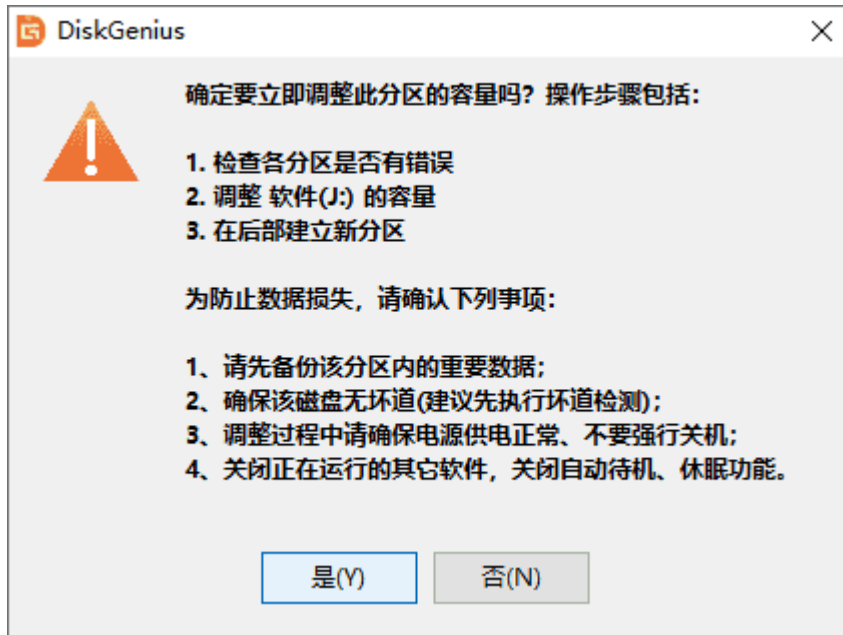 DiskGenius
确定要立即调整此分区的容量吗？操作步骤包括：
1. 检查各分区是否有错误
2. 调整 软件(J:) 的容量
3. 在后部建立新分区
为防止数据损失，请确认下列事项：
1、请先备份该分区内的重要数据；
2、确保该磁盘无坏道(建议先执行坏道检测)；
3、调整过程中请确保电源供电正常、不要强行关机；
4、关闭正在运行的其它软件，关闭自动待机、休眠功能。
是(Y) 否(N)